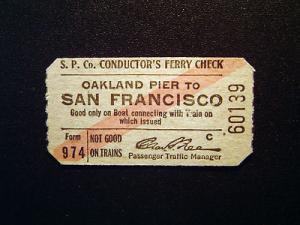 S. P. Co. CONDUCTOR'S FERRY CHECK
OAKLAND PIER TO
SAN FRANCISCO
Good only on Boat connecting with Train on
which issued
Form
974
NOT GOOD
ON TRAINS
C
Passenger Traffic Manager
60139